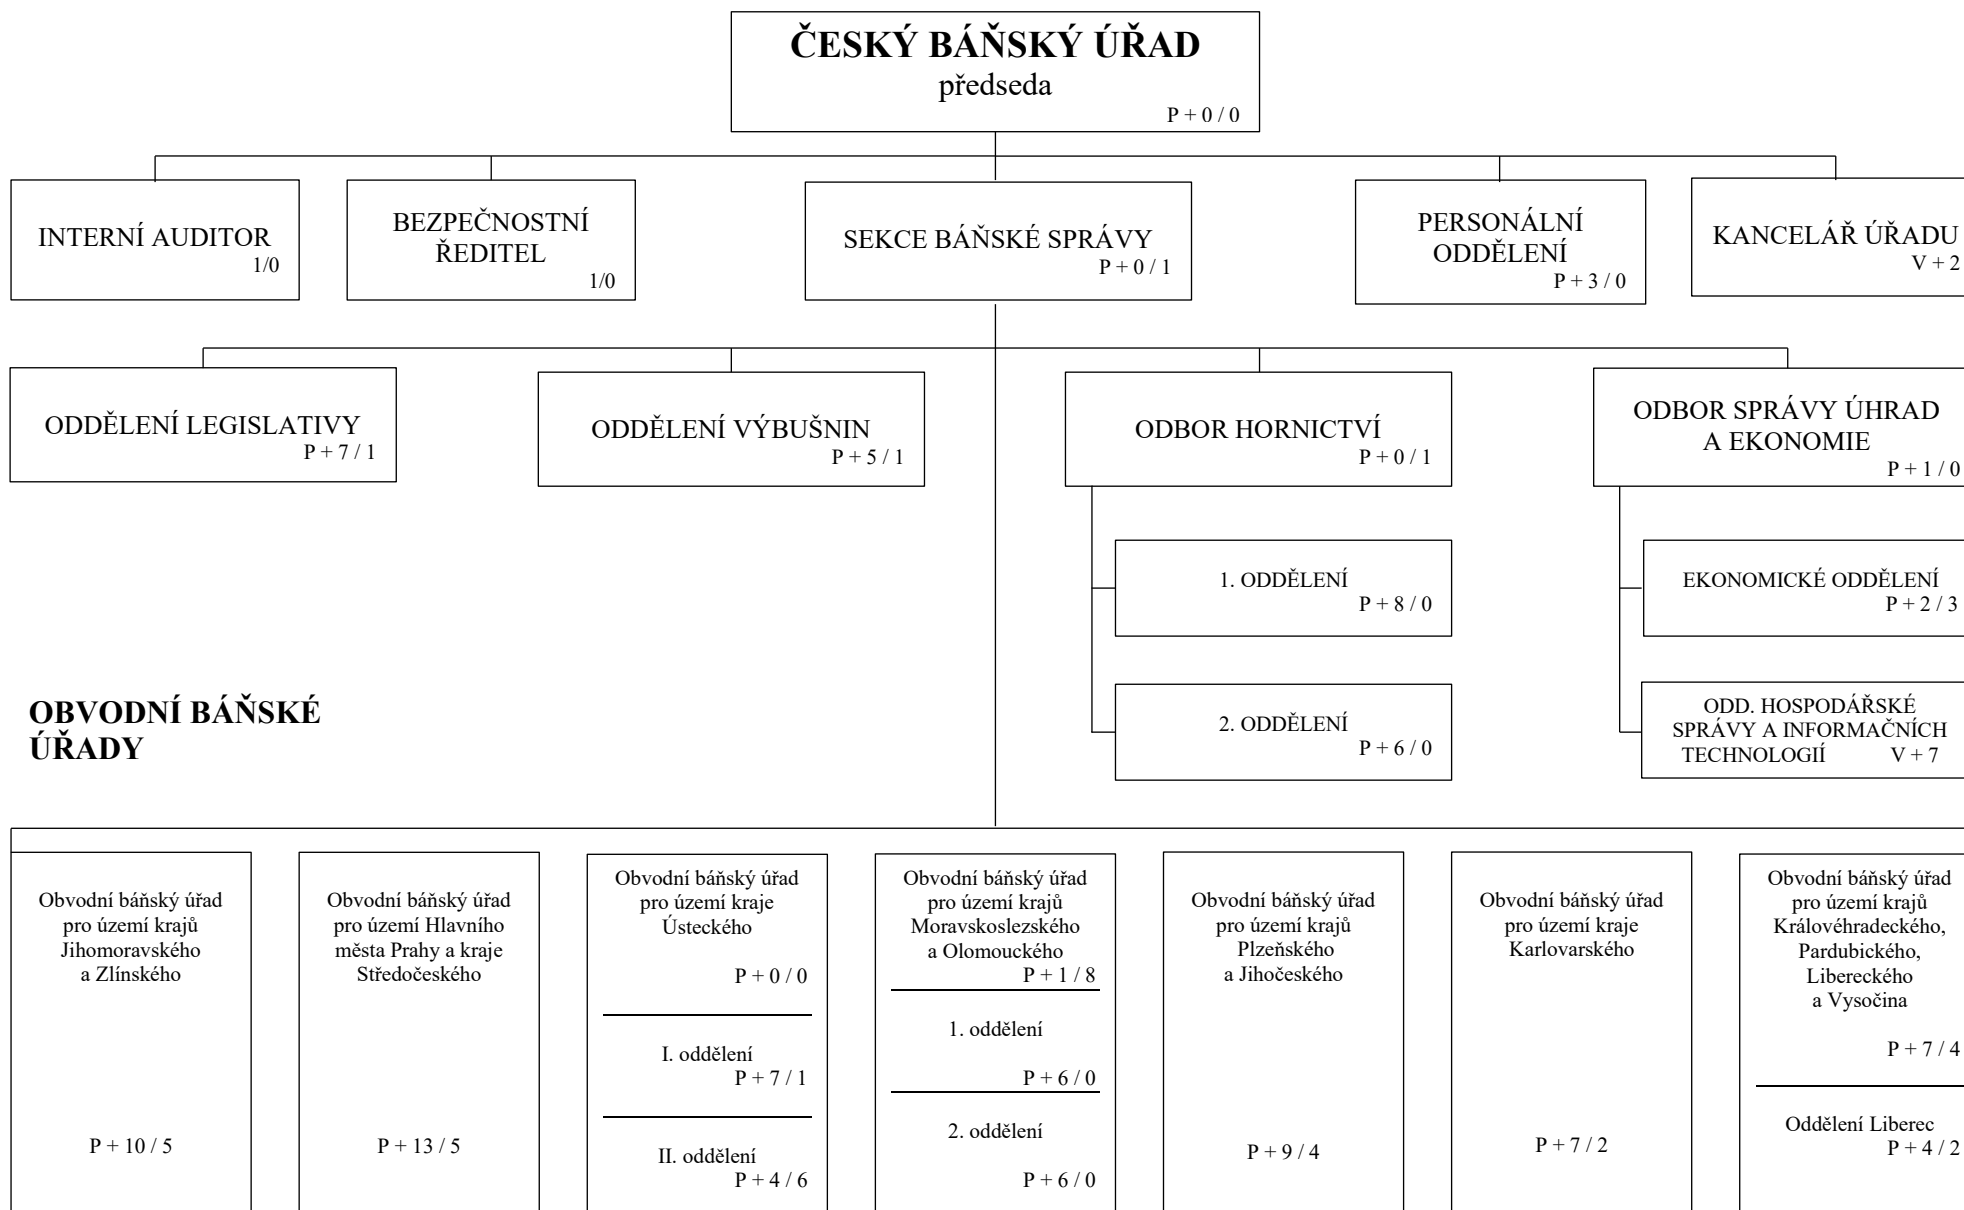 ČESKÝ BÁŇSKÝ ÚŘAD
předseda
P + 0 / 0
INTERNÍ AUDITOR
1/0
BEZPEČNOSTNÍ
ŘEDITEL
1/0
SEKCE BÁŇSKÉ SPRÁVY
P + 0 / 1
PERSONÁLNÍ
ODDĚLENÍ
P + 3 / 0
KANCELÁŘ ÚŘADU
V + 2
ODDĚLENÍ LEGISLATIVY
P + 7 / 1
ODDĚLENÍ VÝBUŠNIN
P + 5 / 1
ODBOR HORNICTVÍ
P + 0 / 1
ODBOR SPRÁVY ÚHRAD
A EKONOMIE
P + 1 / 0
1. ODDĚLENÍ
P + 8 / 0
EKONOMICKÉ ODDĚLENÍ
P + 2 / 3
2. ODDĚLENÍ
P + 6 / 0
ODD. HOSPODÁŘSKÉ
SPRÁVY A INFORMAČNÍCH
TECHNOLOGIÍ V + 7
OBVODNÍ BÁŇSKÉ
ÚŘADY
Obvodní báňský úřad
pro území krajů
Jihomoravského
a Zlínského
P + 10 / 5
Obvodní báňský úřad
pro území Hlavního
města Prahy a kraje
Středočeského
P + 13 / 5
Obvodní báňský úřad
pro území kraje
Ústeckého
P + 0 / 0
I. oddělení
P + 7 / 1
II. oddělení
P + 4 / 6
Obvodní báňský úřad
pro území krajů
Moravskoslezského
a Olomouckého
P + 1 / 8
1. oddělení
P + 6 / 0
2. oddělení
P + 6 / 0
Obvodní báňský úřad
pro území krajů
Plzeňského
a Jihočeského
P + 9 / 4
Obvodní báňský úřad
pro území kraje
Karlovarského
P + 7 / 2
Obvodní báňský úřad
pro území krajů
Královéhradeckého,
Pardubického,
Libereckého
a Vysočina
P + 7 / 4
Oddělení Liberec
P + 4 / 2